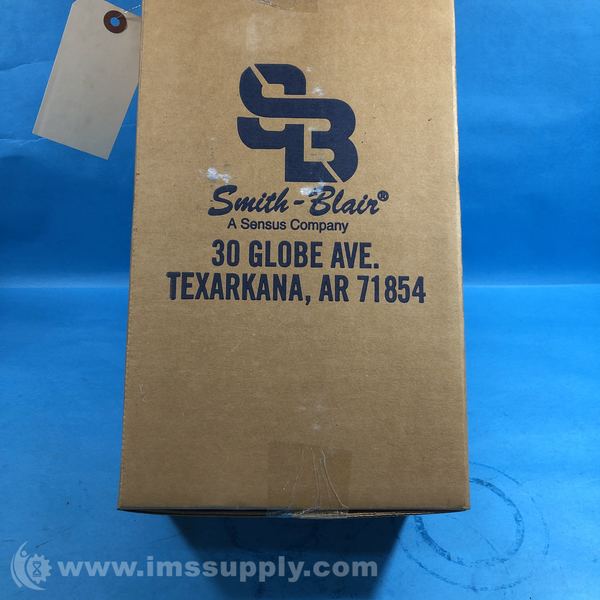 SB
Smith-Blair®
A Sensus Company
30 GLOBE AVE.
TEXARKANA, AR 71854
www.imssupply.com